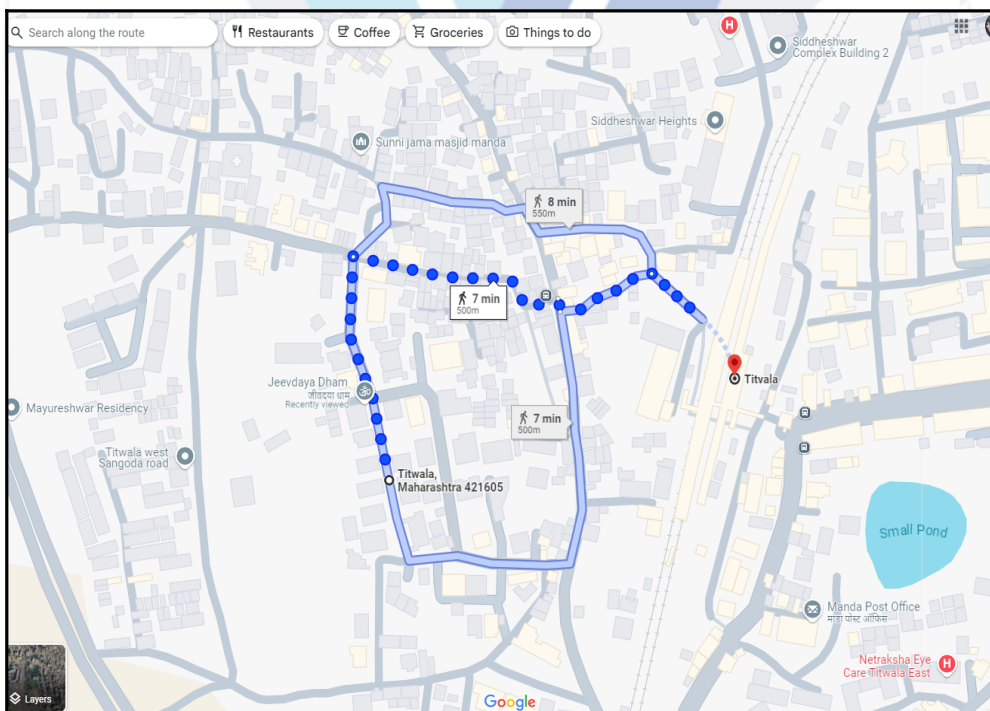 Search along the route
Restaurants
Coffee
Groceries
Things to do
H
Siddheshwar
Complex Building 2
Siddheshwar Heights
Sunni jama masjid manda
8 min
550m
7 min
500m
Titvala
Jeevdaya Dham
जीवदया धाम
Recently viewed
Mayureshwar Residency
7 min
500m
Titwala west
Sangoda road
Titwala,
Maharashtra 421605
Small Pond
Manda Post Office
मांडा पोस्ट ऑफिस
Netraksha Eye
Care Titwala East
H
Layers
Google